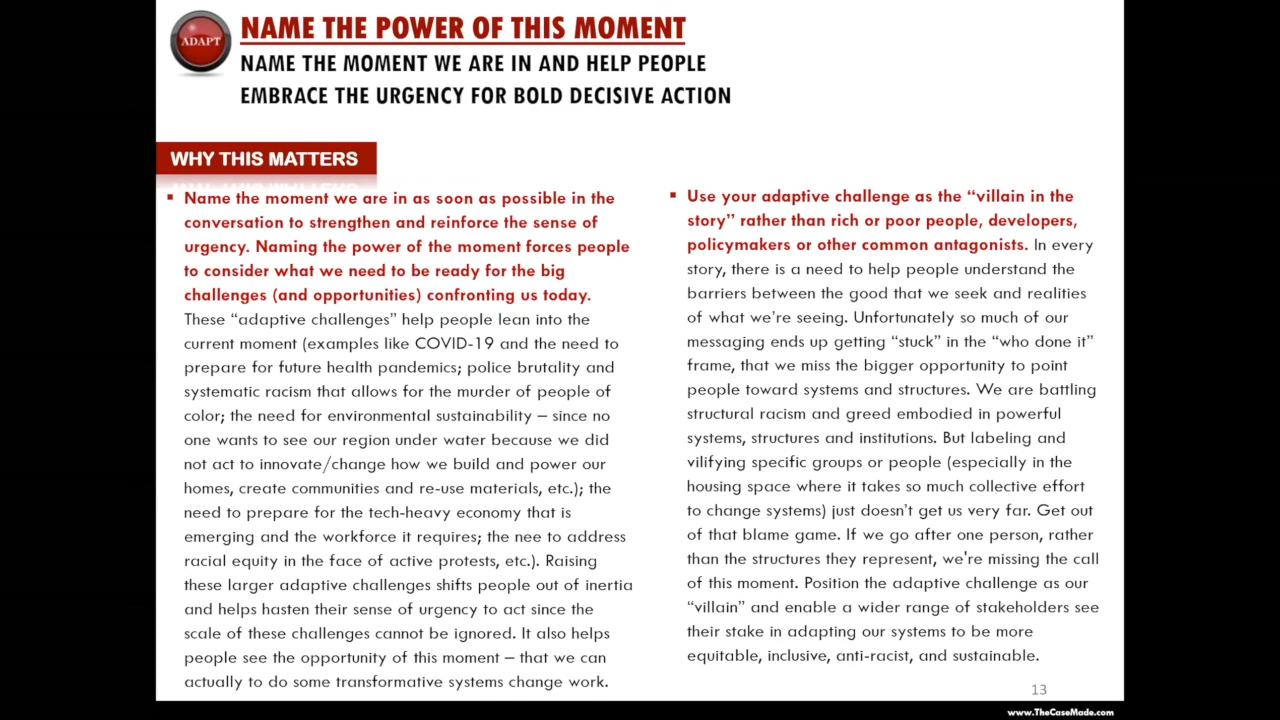 ADAPT
NAME THE POWER OF THIS MOMENT
NAME THE MOMENT WE ARE IN AND HELP PEOPLE
EMBRACE THE URGENCY FOR BOLD DECISIVE ACTION
WHY THIS MATTERS
▪ Name the moment we are in as soon as possible in the
conversation to strengthen and reinforce the sense of
urgency. Naming the power of the moment forces people
to consider what we need to be ready for the big
challenges (and opportunities) confronting us today.
These “adaptive challenges” help people lean into the
current moment (examples like COVID-19 and the need to
prepare for future health pandemics; police brutality and
systematic racism that allows for the murder of people of
color; the need for environmental sustainability – since no
one wants to see our region under water because we did
not act to innovate/change how we build and power our
homes, create communities and re-use materials, etc.); the
need to prepare for the tech-heavy economy that is
emerging and the workforce it requires; the nee to address
racial equity in the face of active protests, etc.). Raising
these larger adaptive challenges shifts people out of inertia
and helps hasten their sense of urgency to act since the
scale of these challenges cannot be ignored. It also helps
people see the opportunity of this moment – that we can
actually to do some transformative systems change work.
▪ Use your adaptive challenge as the “villain in the
story” rather than rich or poor people, developers,
policymakers or other common antagonists. In every
story, there is a need to help people understand the
barriers between the good that we seek and realities
of what we’re seeing. Unfortunately so much of our
messaging ends up getting “stuck” in the “who done it”
frame, that we miss the bigger opportunity to point
people toward systems and structures. We are battling
structural racism and greed embodied in powerful
systems, structures and institutions. But labeling and
vilifying specific groups or people (especially in the
housing space where it takes so much collective effort
to change systems) just doesn’t get us very far. Get out
of that blame game. If we go after one person, rather
than the structures they represent, we're missing the call
of this moment. Position the adaptive challenge as our
“villain” and enable a wider range of stakeholders see
their stake in adapting our systems to be more
equitable, inclusive, anti-racist, and sustainable.
13
www.TheCaseMade.com